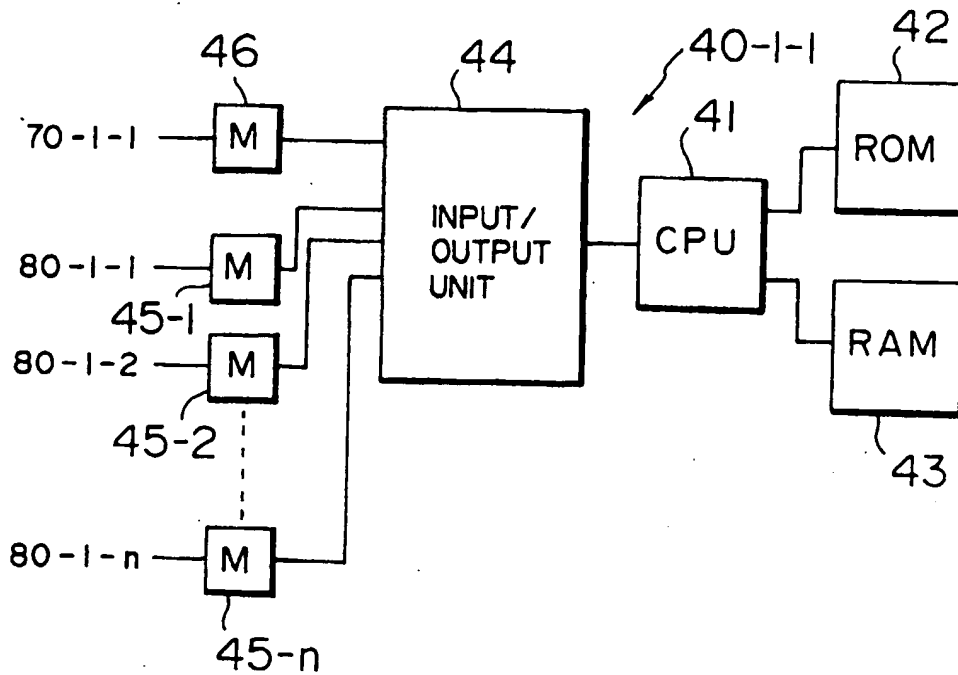 46
44
40-1-1
42
70-1-1
M
41
ROM
INPUT/
OUTPUT
UNIT
CPU
80-1-1
M
45-1
80-1-2
M
45-2
RAM
43
80-1-n
M
45-n